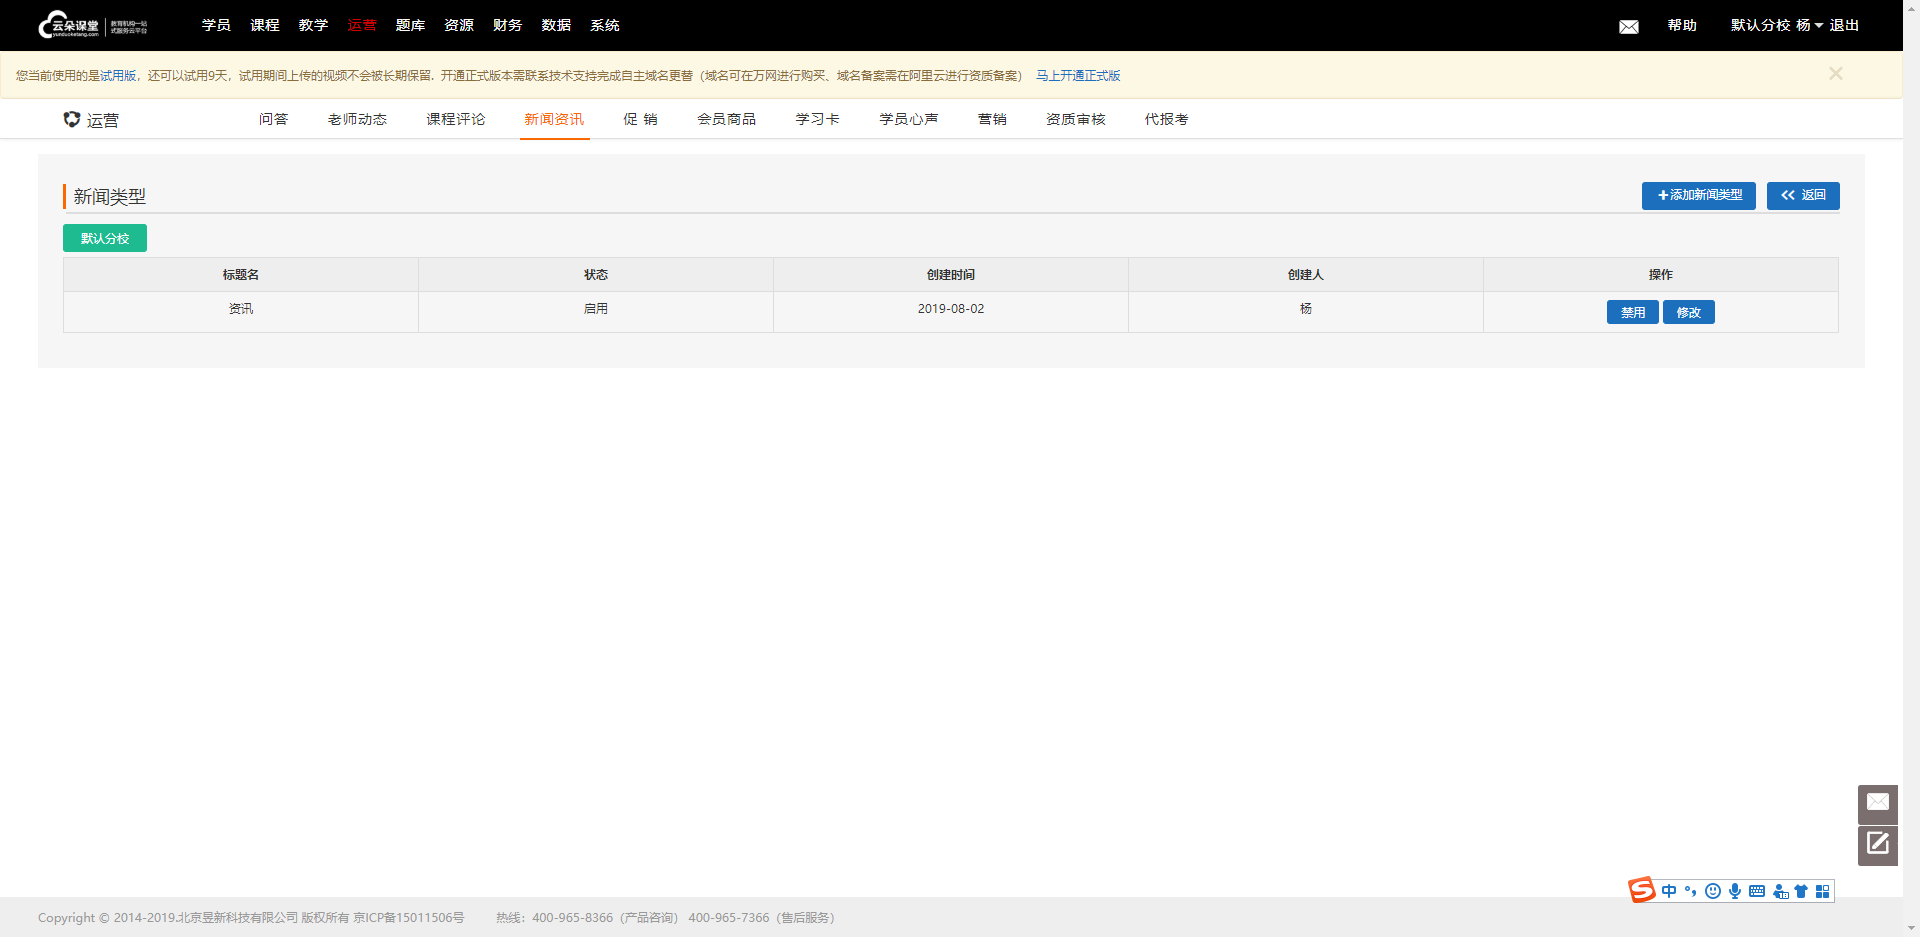 云朵课堂 yunduoketang.com 教育机构一站式服务云平台
学员 课程 教学 运营 题库 资源 财务 数据 系统 帮助 默认分校 杨 退出
您当前使用的是试用版，还可以试用9天，试用期间上传的视频不会被长期保留. 开通正式版本需联系技术支持完成自主域名更替（域名可在万网进行购买、域名备案需在阿里云进行资质备案） 马上开通正式版
运营 问答 老师动态 课程评论 新闻资讯 促 销 会员商品 学习卡 学员心声 营销 资质审核 代报考
新闻类型 添加新闻类型 返回
默认分校
标题名 状态 创建时间 创建人 操作
资讯 启用 2019-08-02 杨 禁用 修改
中
Copyright © 2014-2019.北京昱新科技有限公司 版权所有 京ICP备15011506号 热线：400-965-8366（产品咨询） 400-965-7366（售后服务）